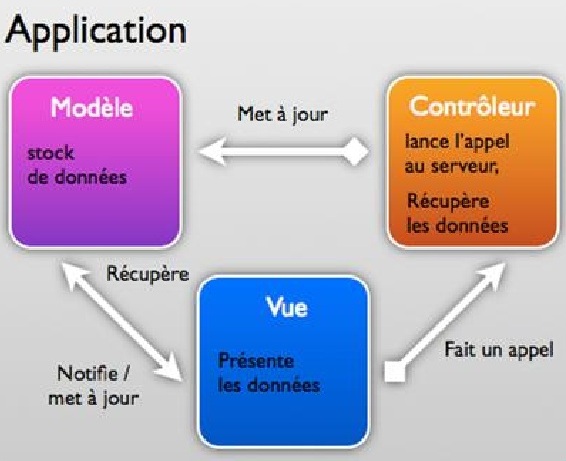 Application
Modèle
stock
de données
Met à jour
Contrôleur
lance l'appel
au serveur,
Récupère
les données
Récupère
Notifie /
met à jour
Vue
Présente
les données
Fait un appel